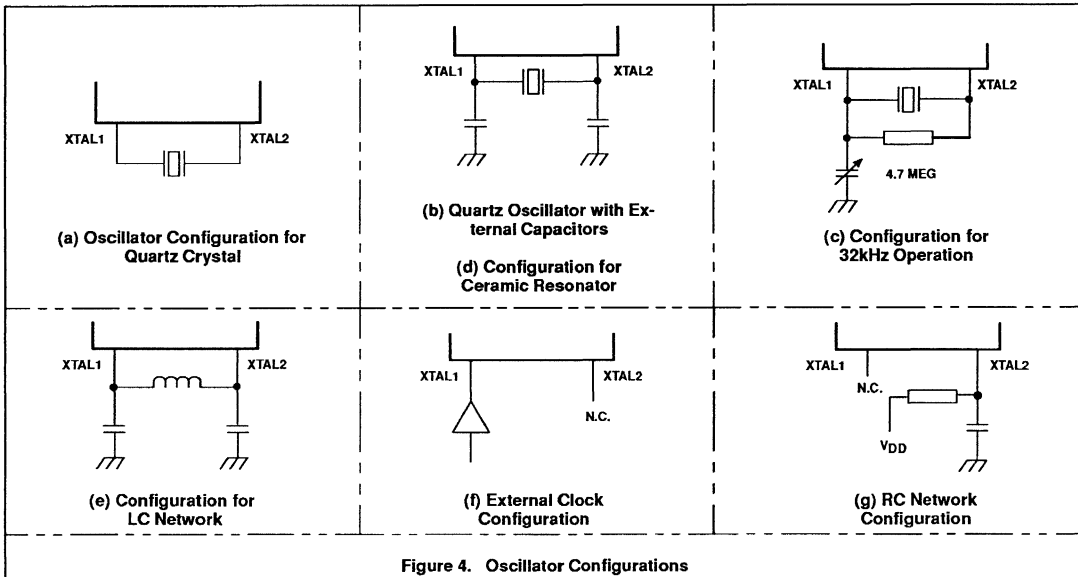 XTAL1 XTAL2
(a) Oscillator Configuration for
Quartz Crystal
XTAL1 XTAL2
(b) Quartz Oscillator with Ex-
ternal Capacitors
(d) Configuration for
Ceramic Resonator
XTAL1 XTAL2
4.7 MEG
(c) Configuration for
32kHz Operation
XTAL1 XTAL2
(e) Configuration for
LC Network
XTAL1 XTAL2
N.C.
(f) External Clock
Configuration
XTAL1 XTAL2
N.C.
VDD
(g) RC Network
Configuration
Figure 4. Oscillator Configurations